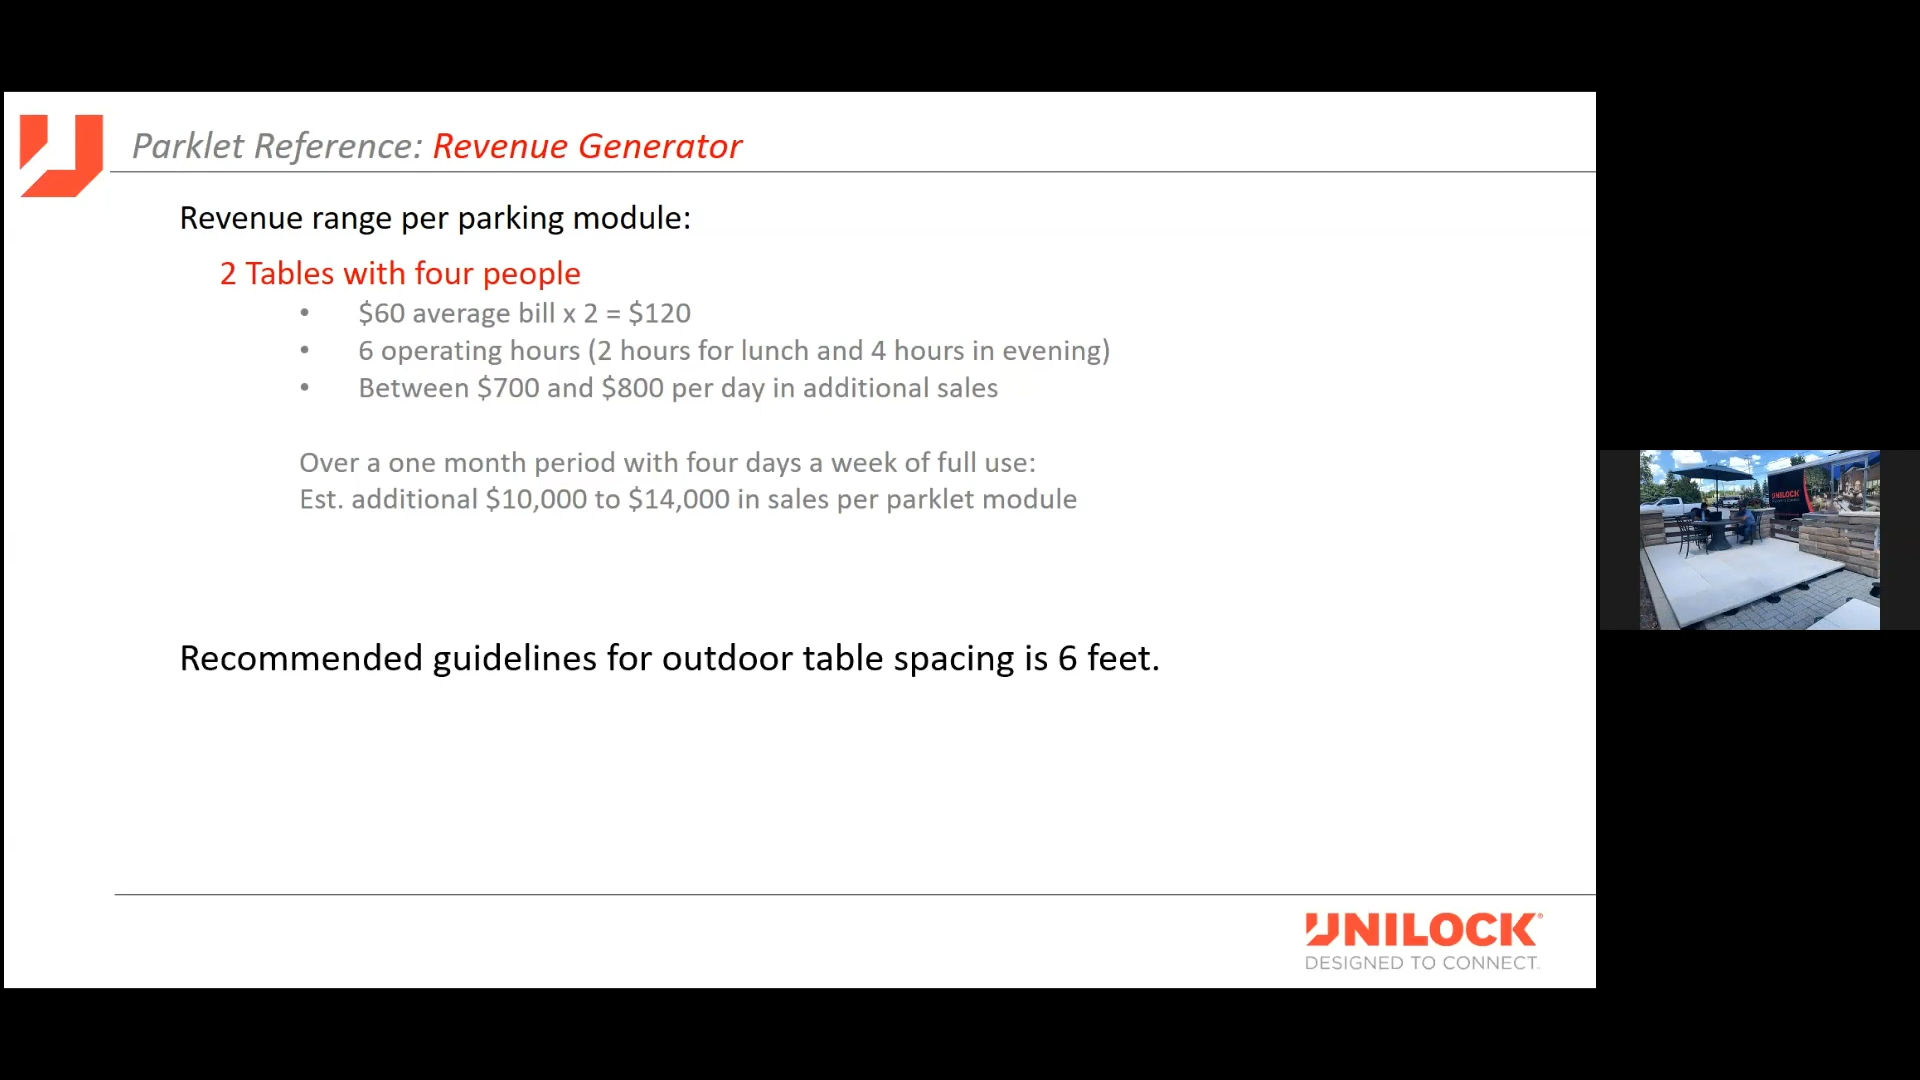 Parklet Reference: Revenue Generator
Revenue range per parking module:
2 Tables with four people
• $60 average bill x 2 = $120
• 6 operating hours (2 hours for lunch and 4 hours in evening)
• Between $700 and $800 per day in additional sales
Over a one month period with four days a week of full use:
Est. additional $10,000 to $14,000 in sales per parklet module
UNILOCK
Recommended guidelines for outdoor table spacing is 6 feet.
UNILOCK®
DESIGNED TO CONNECT.